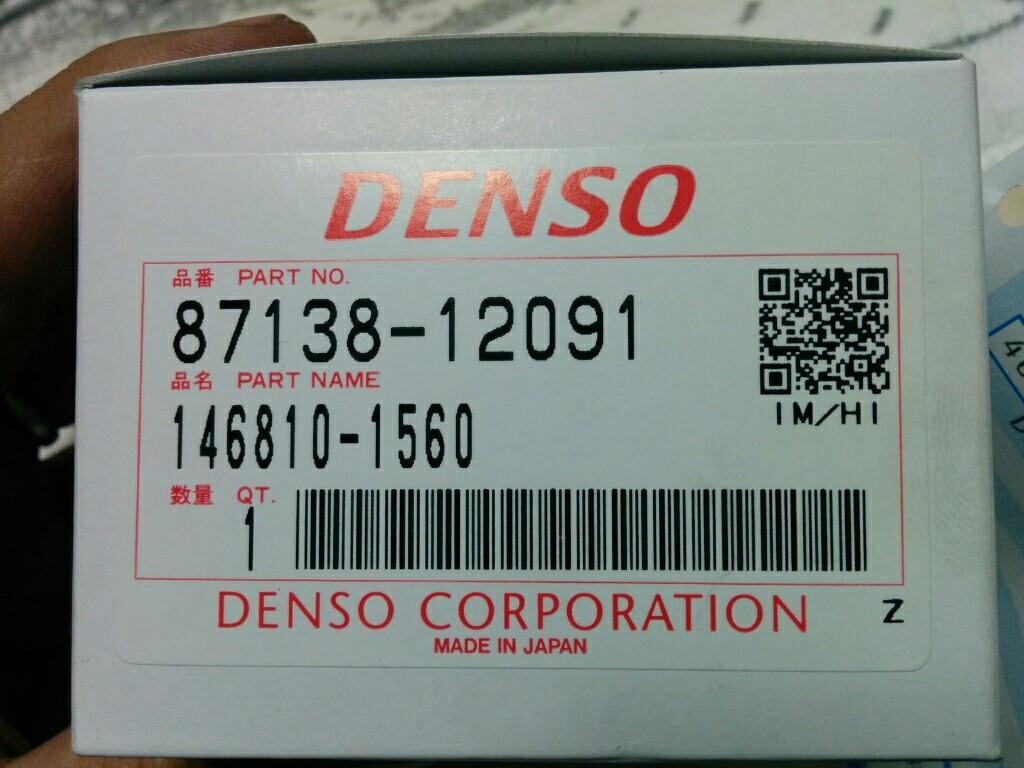 DENSO
品番 PART NO.
87138-12091
品名 PART NAME
146810-1560
IM/HI
数量 QT.
1
DENSO CORPORATION
Z
MADE IN JAPAN